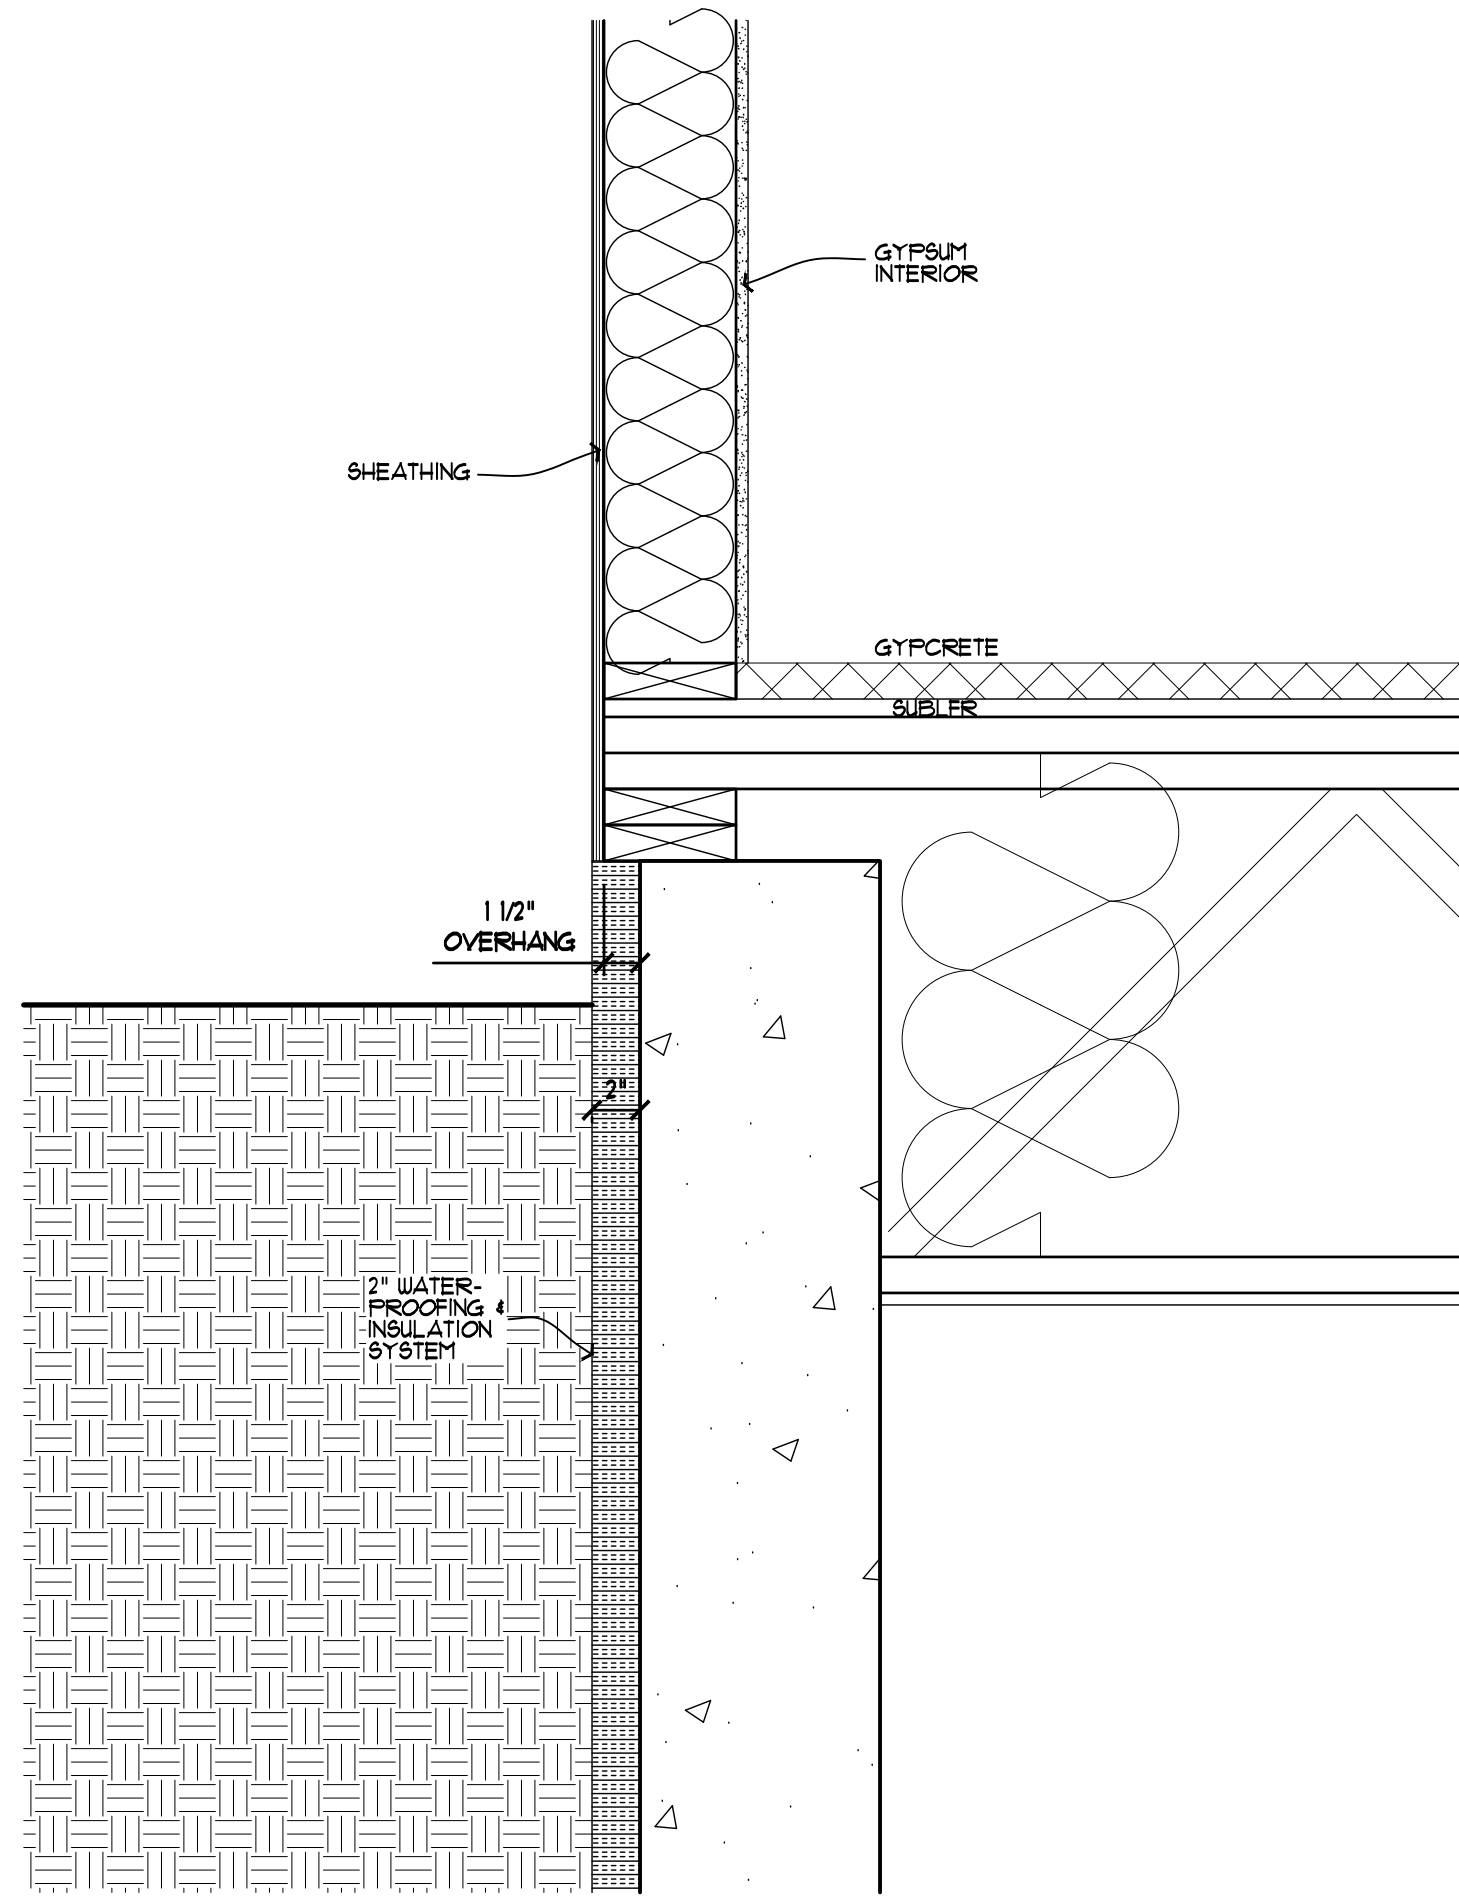 GYPSUM
INTERIOR
SHEATHING
GYPCRETE
SUBLFR
1 1/2"
OVERHANG
2"
2" WATER-
PROOFING &
INSULATION
SYSTEM